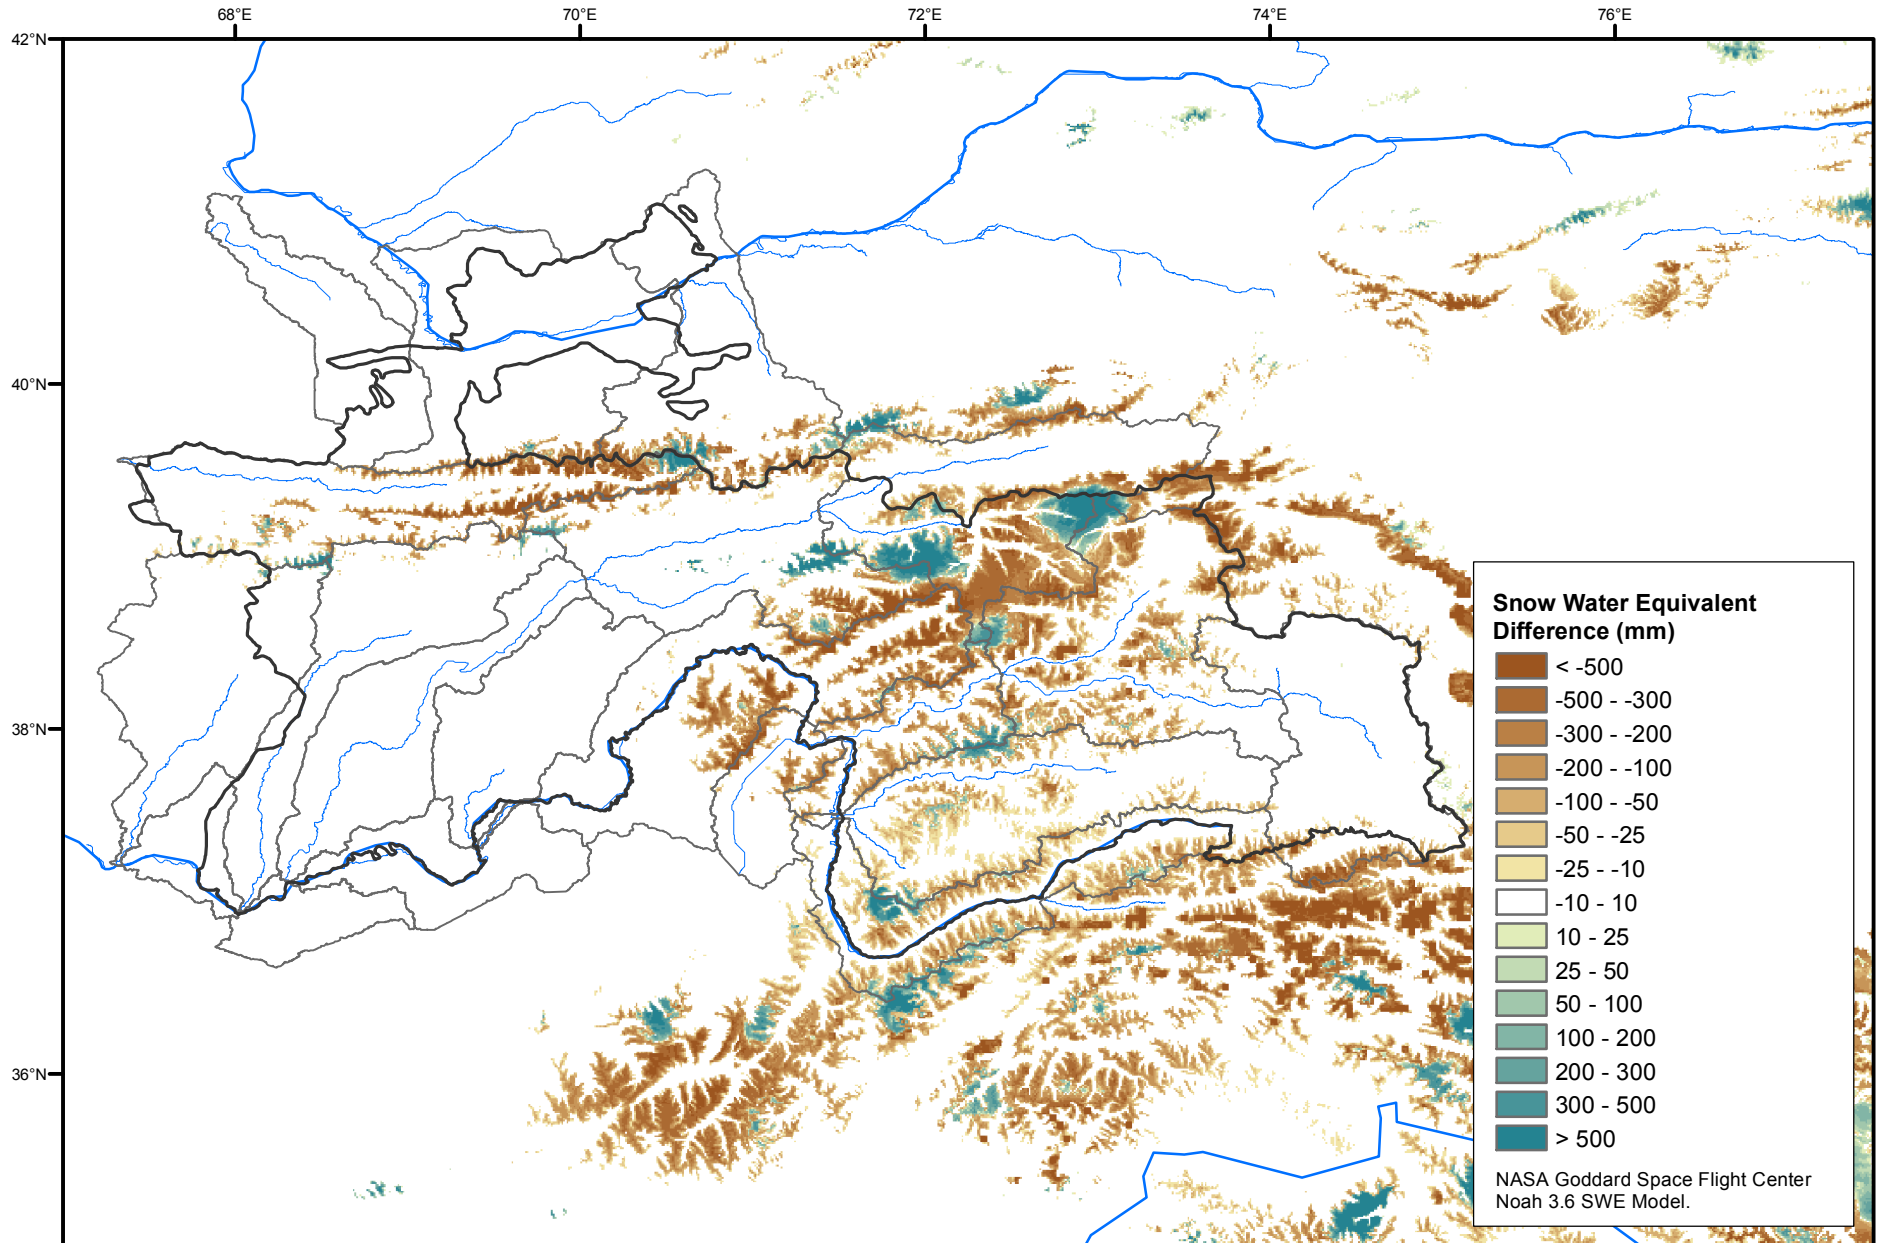 68°E 70°E 72°E 74°E 76°E
42°N
40°N
38°N
36°N
Snow Water Equivalent
Difference (mm)
< -500
-500 - -300
-300 - -200
-200 - -100
-100 - -50
-50 - -25
-25 - -10
-10 - 10
10 - 25
25 - 50
50 - 100
100 - 200
200 - 300
300 - 500
> 500
NASA Goddard Space Flight Center
Noah 3.6 SWE Model.